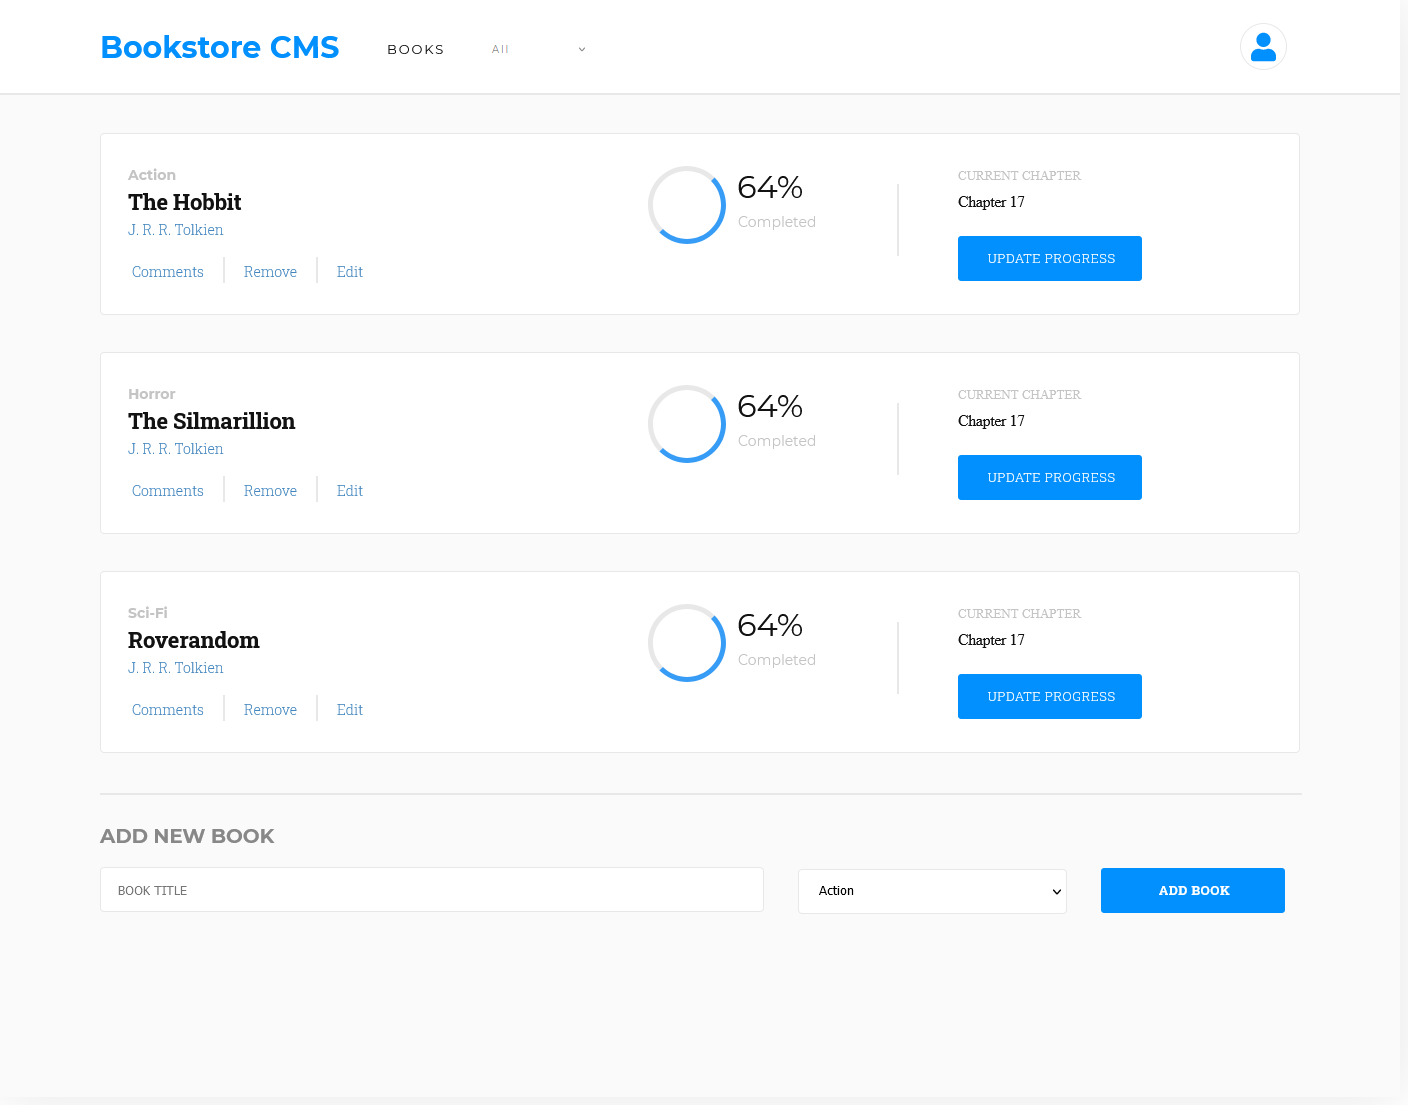 Bookstore CMS
BOOKS
All
Action
The Hobbit
J. R. R. Tolkien
Comments
Remove
Edit
64%
Completed
CURRENT CHAPTER
Chapter 17
UPDATE PROGRESS
Horror
The Silmarillion
J. R. R. Tolkien
Comments
Remove
Edit
64%
Completed
CURRENT CHAPTER
Chapter 17
UPDATE PROGRESS
Sci-Fi
Roverandom
J. R. R. Tolkien
Comments
Remove
Edit
64%
Completed
CURRENT CHAPTER
Chapter 17
UPDATE PROGRESS
ADD NEW BOOK
BOOK TITLE
Action
ADD BOOK